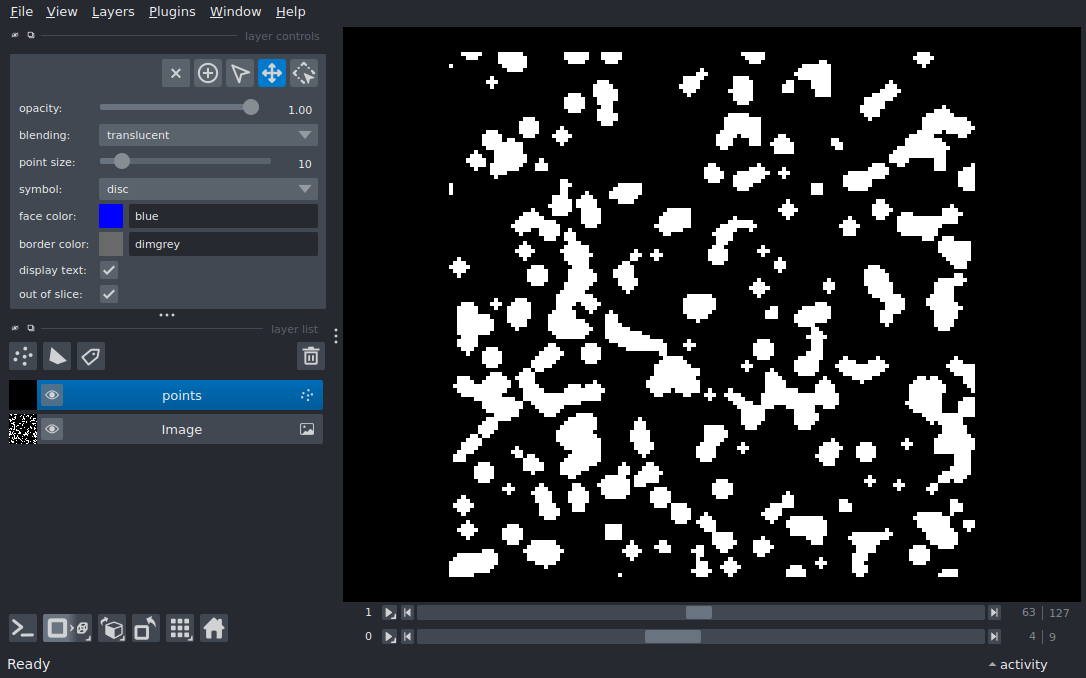 File View Layers Plugins Window Help
layer controls
opacity: 1.00
blending: translucent
point size: 10
symbol: disc
face color: blue
border color: dimgrey
display text:
out of slice:
layer list
points
Image
1 63 127
0 4 9
Ready activity